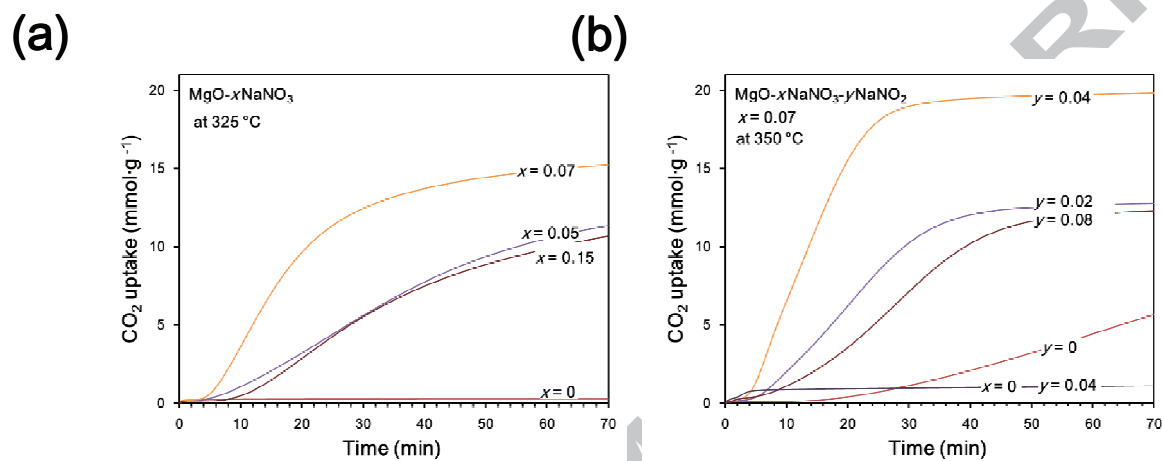 (a)
(b)
MgO-xNaNO₃
at 325 °C
CO₂ uptake (mmol·g⁻¹)
20
15
10
5
0
x = 0.07
x = 0.05
x = 0.15
x = 0
0 10 20 30 40 50 60 70
Time (min)
MgO-xNaNO₃-yNaNO₂
x = 0.07
at 350 °C
CO₂ uptake (mmol·g⁻¹)
20
15
10
5
0
y = 0.04
y = 0.02
y = 0.08
y = 0
x = 0 y = 0.04
0 10 20 30 40 50 60 70
Time (min)